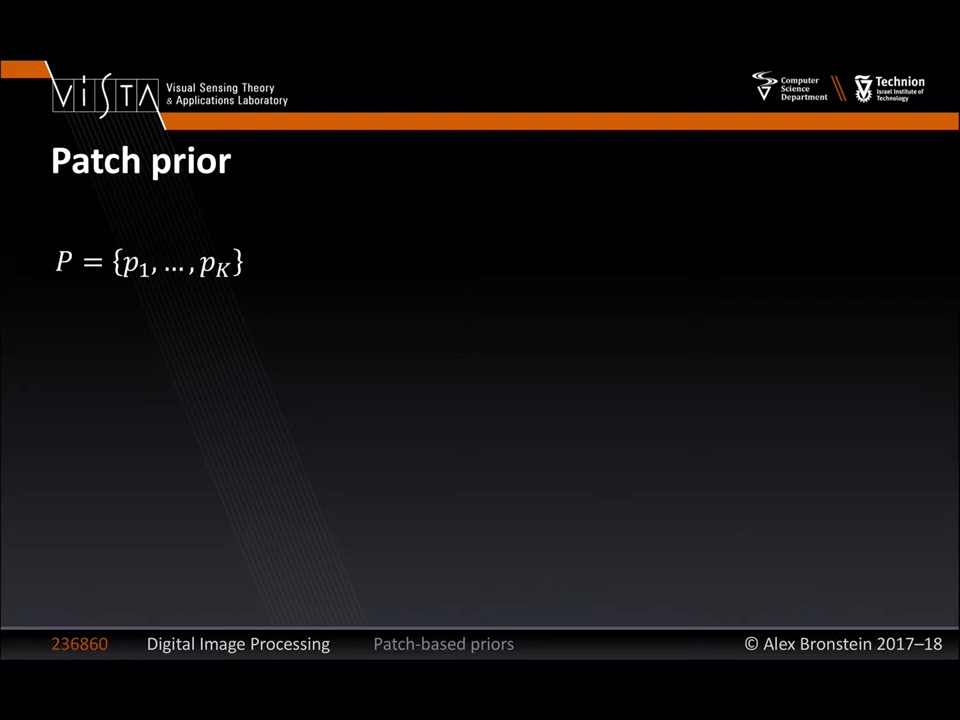 ViSTA Visual Sensing Theory
& Applications Laboratory
Computer
Science
Department
Technion
Israel Institute of
Technology
Patch prior
P = {p₁, … , p_K}
236860 Digital Image Processing Patch-based priors © Alex Bronstein 2017–18